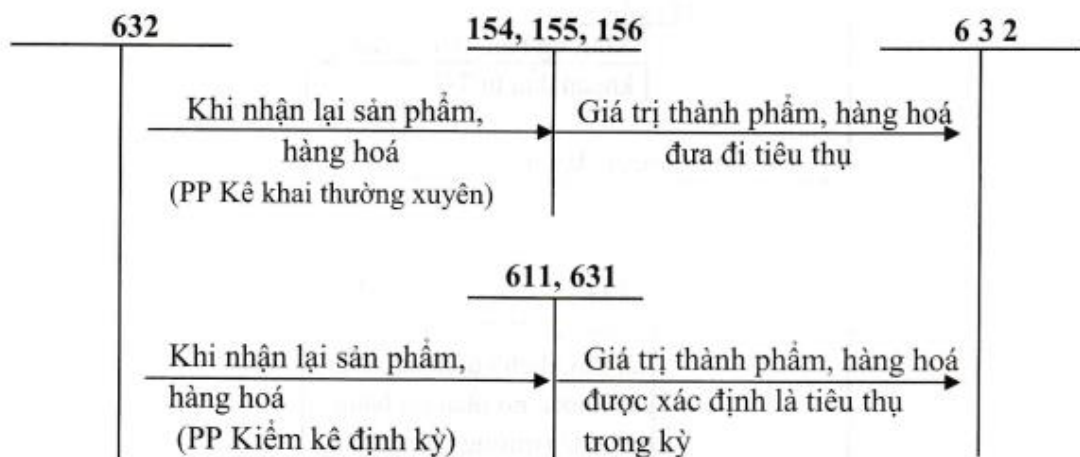 632
154, 155, 156
6 3 2
Khi nhận lại sản phẩm,
hàng hoá
(PP Kê khai thường xuyên)
Giá trị thành phẩm, hàng hoá
đưa đi tiêu thụ
611, 631
Khi nhận lại sản phẩm,
hàng hoá
(PP Kiểm kê định kỳ)
Giá trị thành phẩm, hàng hoá
được xác định là tiêu thụ
trong kỳ